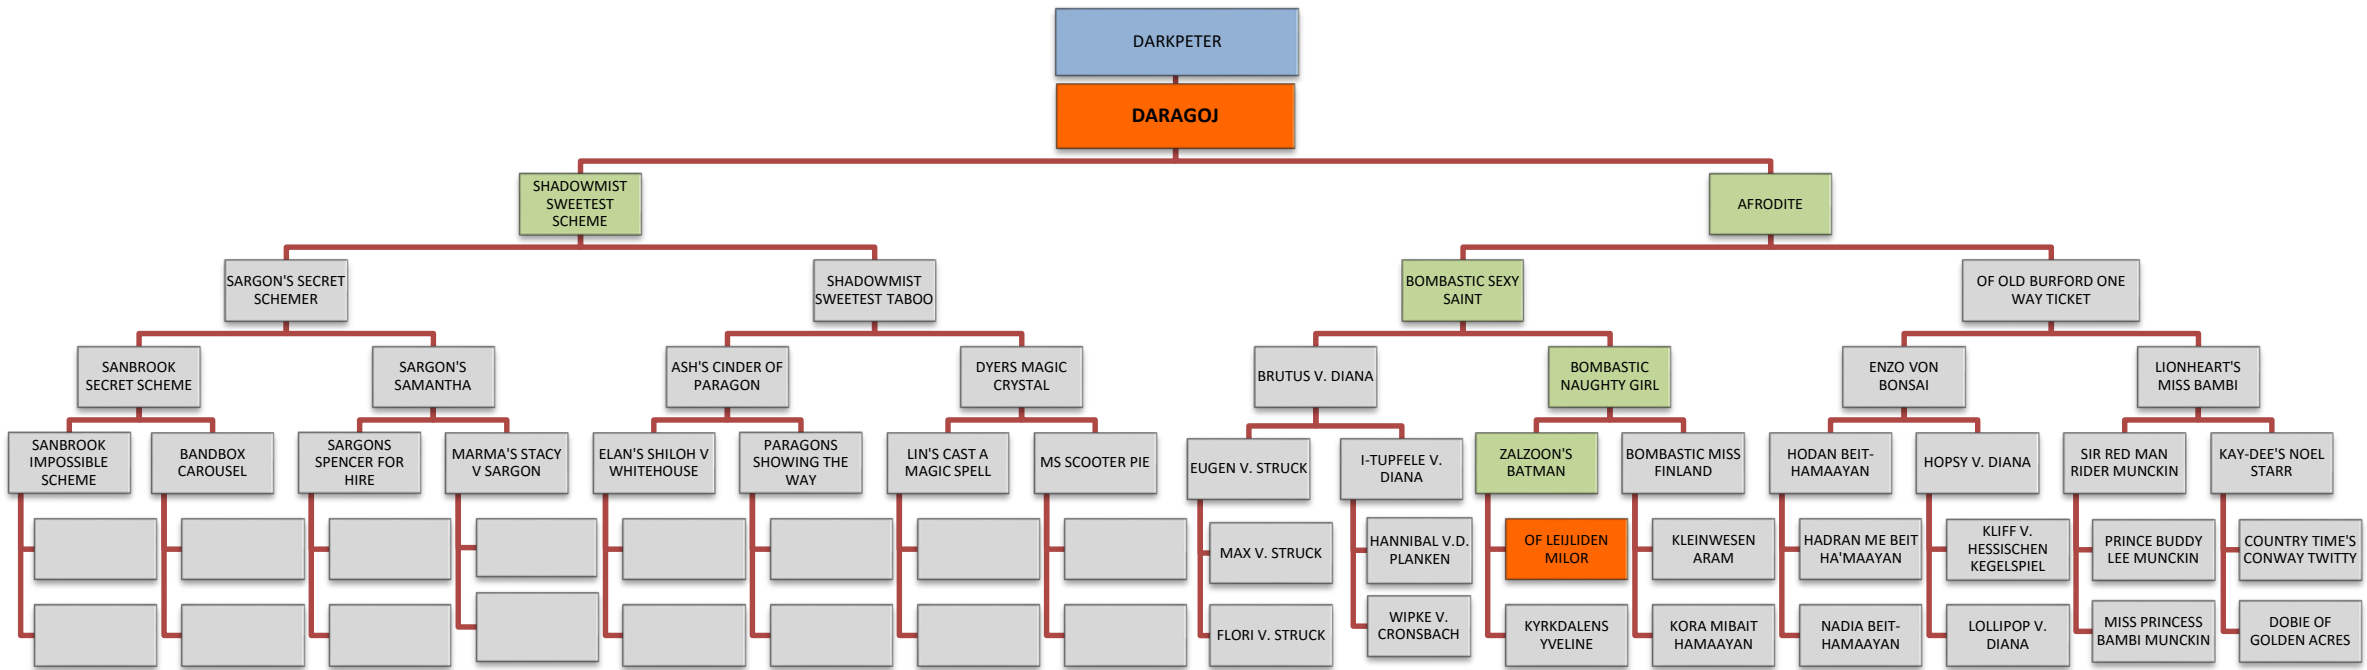 DARKPETER
DARAGOJ
SHADOWMIST
SWEETEST
SCHEME
AFRODITE
SARGON'S SECRET
SCHEMER
SHADOWMIST
SWEETEST TABOO
BOMBASTIC SEXY
SAINT
OF OLD BURFORD ONE
WAY TICKET
SANBROOK
SECRET SCHEME
SARGON'S
SAMANTHA
ASH'S CINDER OF
PARAGON
DYERS MAGIC
CRYSTAL
BRUTUS V. DIANA
BOMBASTIC
NAUGHTY GIRL
ENZO VON
BONSAI
LIONHEART'S
MISS BAMBI
SANBROOK
IMPOSSIBLE
SCHEME
BANDBOX
CAROUSEL
SARGONS
SPENCER FOR
HIRE
MARMA'S STACY
V SARGON
ELAN'S SHILOH V
WHITEHOUSE
PARAGONS
SHOWING THE
WAY
LIN'S CAST A
MAGIC SPELL
MS SCOOTER PIE
EUGEN V. STRUCK
I-TUPFELE V.
DIANA
ZALZOON'S
BATMAN
BOMBASTIC MISS
FINLAND
HODAN BEIT-
HAMAAYAN
HOPSY V. DIANA
SIR RED MAN
RIDER MUNCKIN
KAY-DEE'S NOEL
STARR
MAX V. STRUCK
HANNIBAL V.D.
PLANKEN
OF LEIJLIDEN
MILOR
KLEINWESEN
ARAM
HADRAN ME BEIT
HA'MAAYAN
KLIFF V.
HESSISCHEN
KEGELSPIEL
PRINCE BUDDY
LEE MUNCKIN
COUNTRY TIME'S
CONWAY TWITTY
FLORI V. STRUCK
WIPKE V.
CRONSBACH
KYRKDALENS
YVELINE
KORA MIBAIT
HAMAAYAN
NADIA BEIT-
HAMAAYAN
LOLLIPOP V.
DIANA
MISS PRINCESS
BAMBI MUNCKIN
DOBIE OF
GOLDEN ACRES